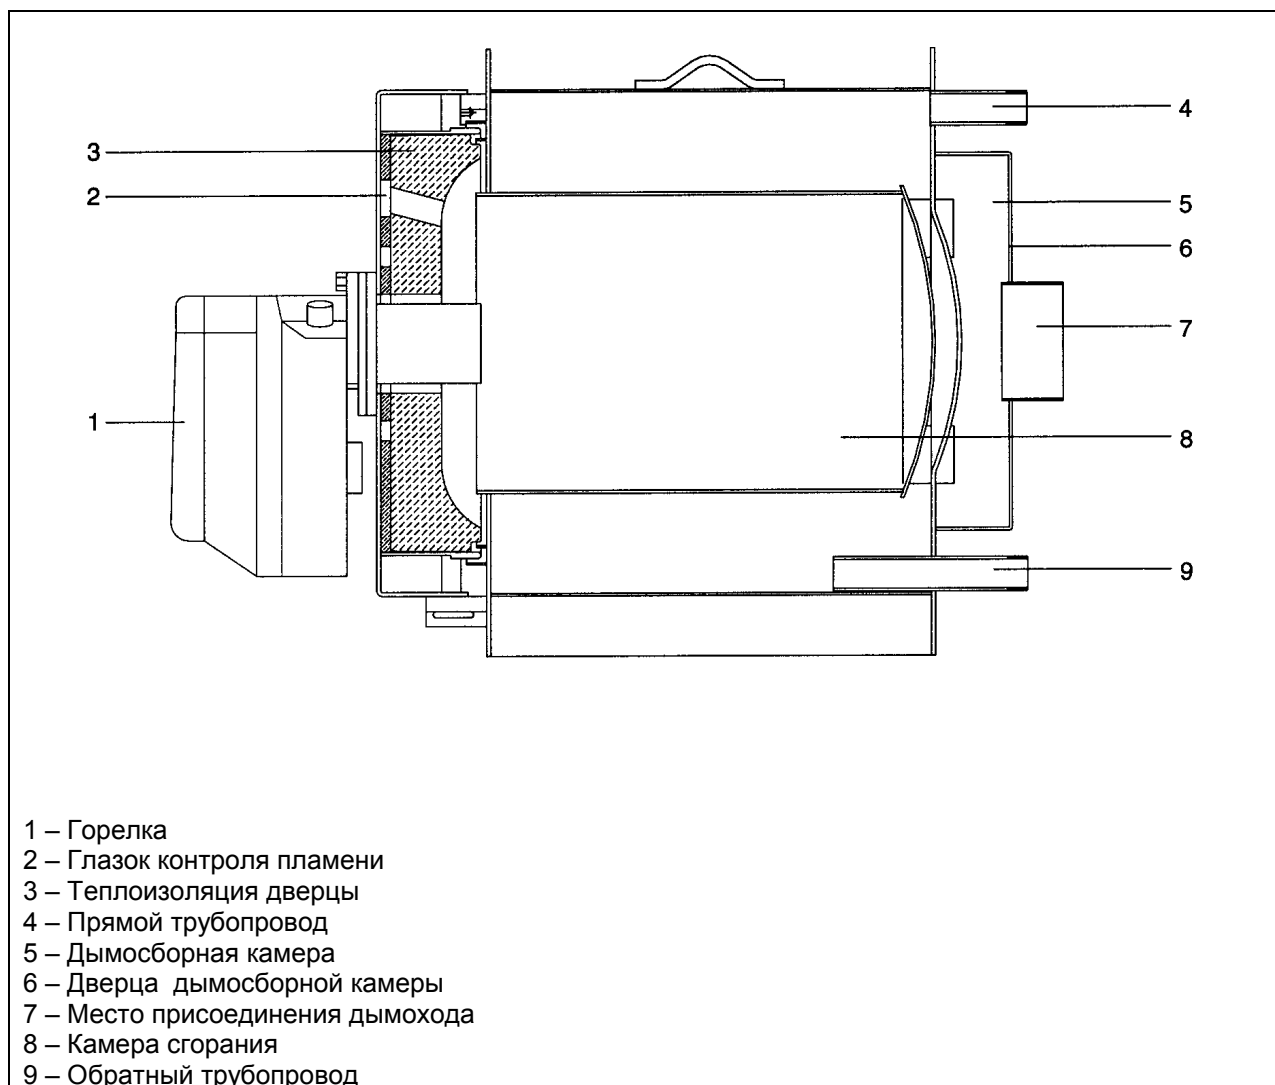 4
3
2
5
6
7
1
8
9
1 – Горелка
2 – Глазок контроля пламени
3 – Теплоизоляция дверцы
4 – Прямой трубопровод
5 – Дымосборная камера
6 – Дверца  дымосборной камеры
7 – Место присоединения дымохода
8 – Камера сгорания
9 – Обратный трубопровод